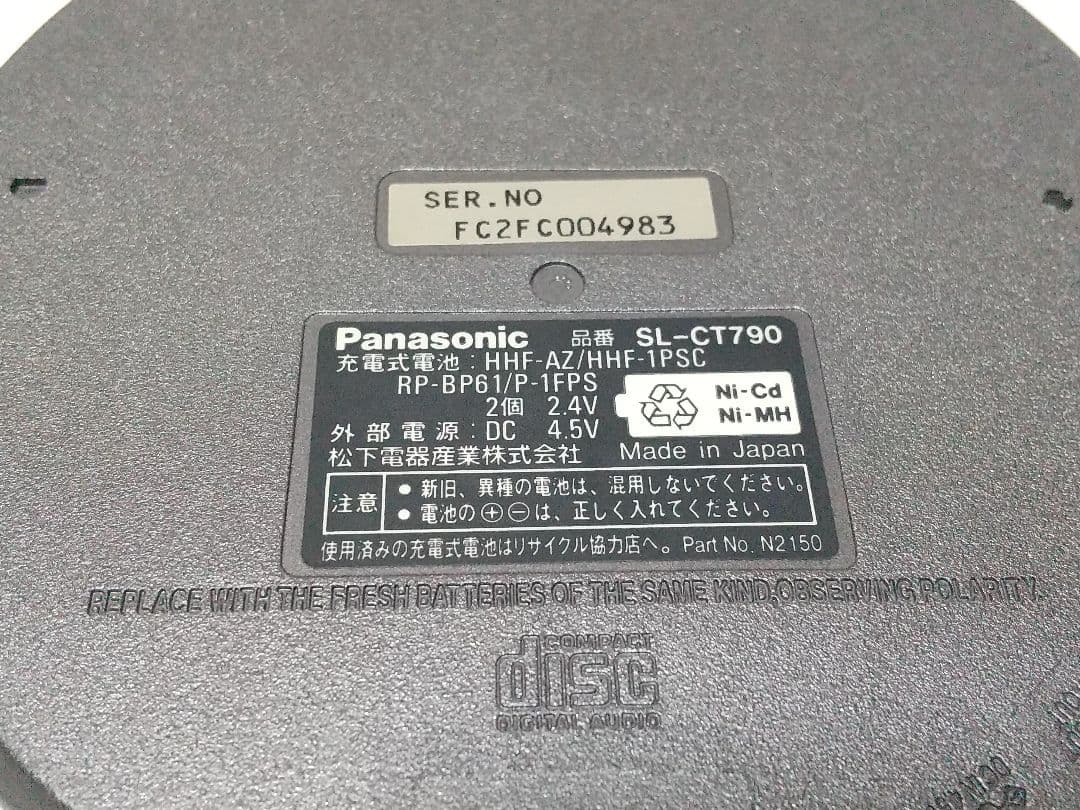 SER.NO
FC2FC004983
Panasonic 品番 SL-CT790
充電式電池：HHF-AZ/HHF-1PSC
RP-BP61/P-1FPS
2個 2.4V
Ni-Cd
Ni-MH
外部電源：DC 4.5V
松下電器産業株式会社 Made in Japan
注意
● 新旧、異種の電池は、混用しないでください。
● 電池の⊕⊖は、正しく入れてください。
使用済みの充電式電池はリサイクル協力店へ。 Part No. N2150
REPLACE WITH THE FRESH BATTERIES OF THE SAME KIND,OBSERVING POLARITY.
COMPACT
disc
DIGITAL AUDIO